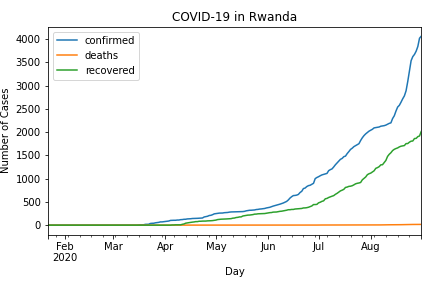 COVID-19 in Rwanda
confirmed
deaths
recovered
Number of Cases
4000
3500
3000
2500
2000
1500
1000
500
0
Feb Mar Apr May Jun Jul Aug
2020
Day